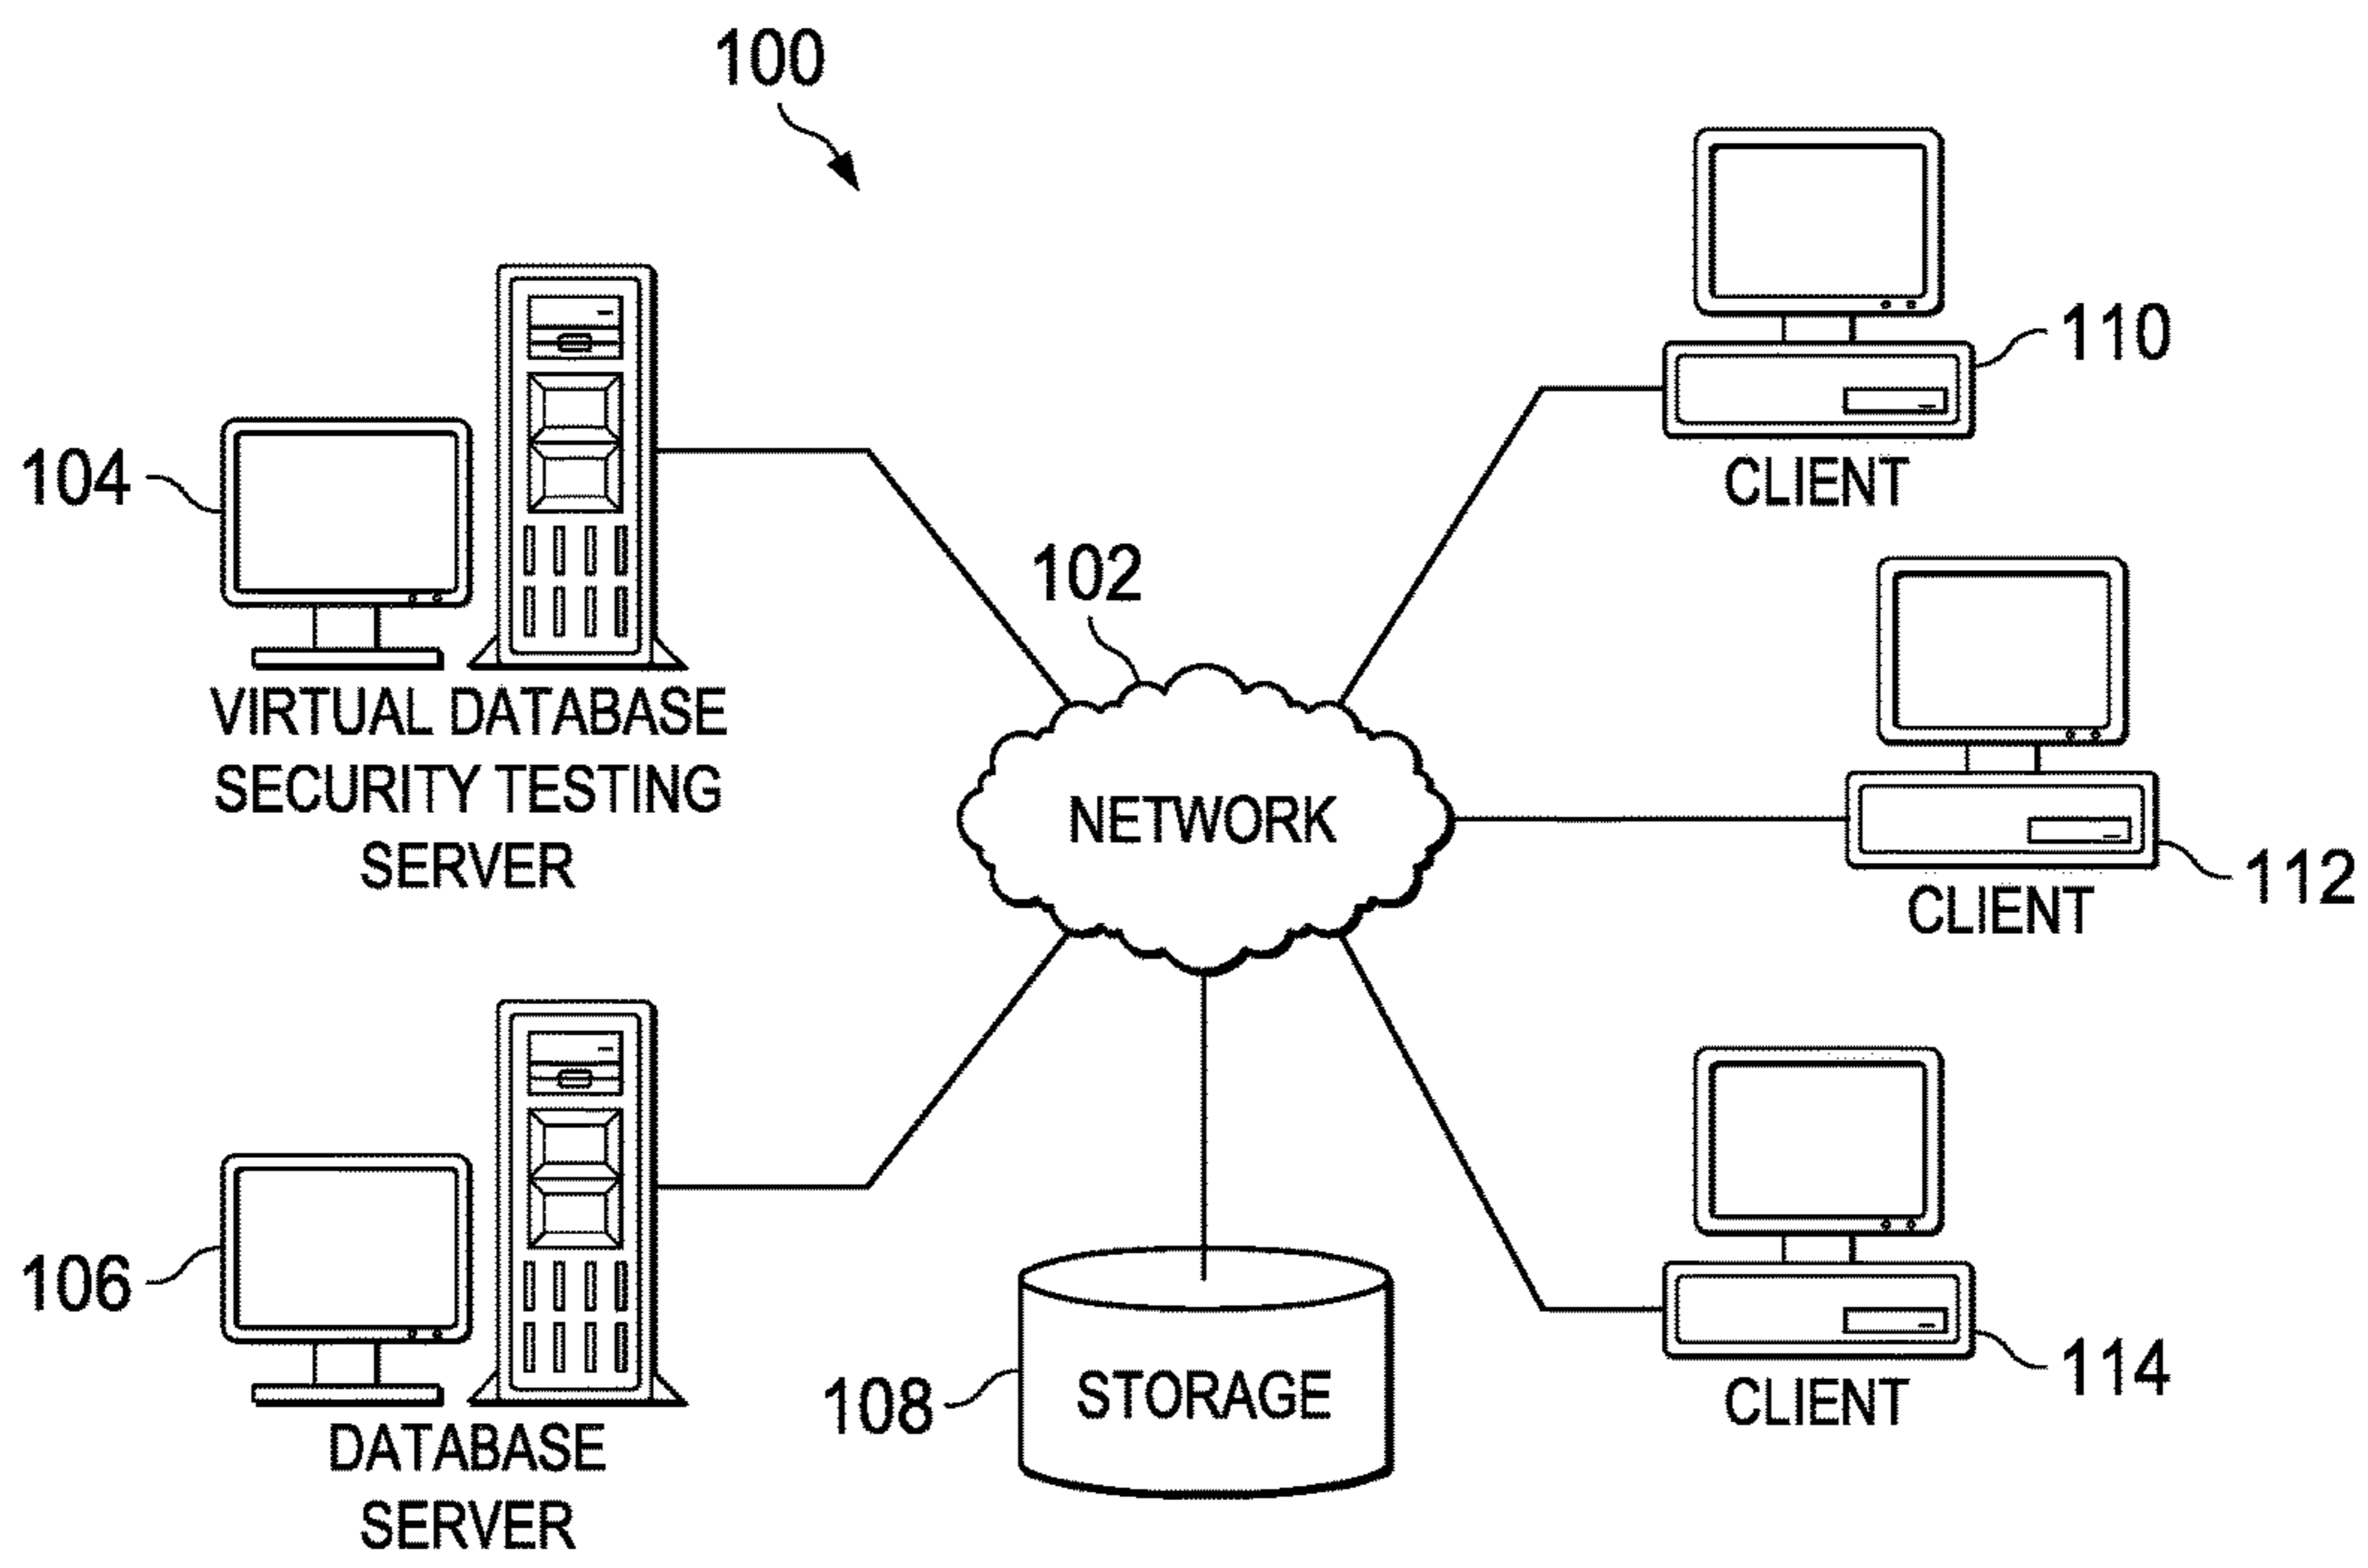 100
110
CLIENT
104
VIRTUAL DATABASE
SECURITY TESTING
SERVER
102
NETWORK
112
CLIENT
106
DATABASE
SERVER
108
STORAGE
114
CLIENT